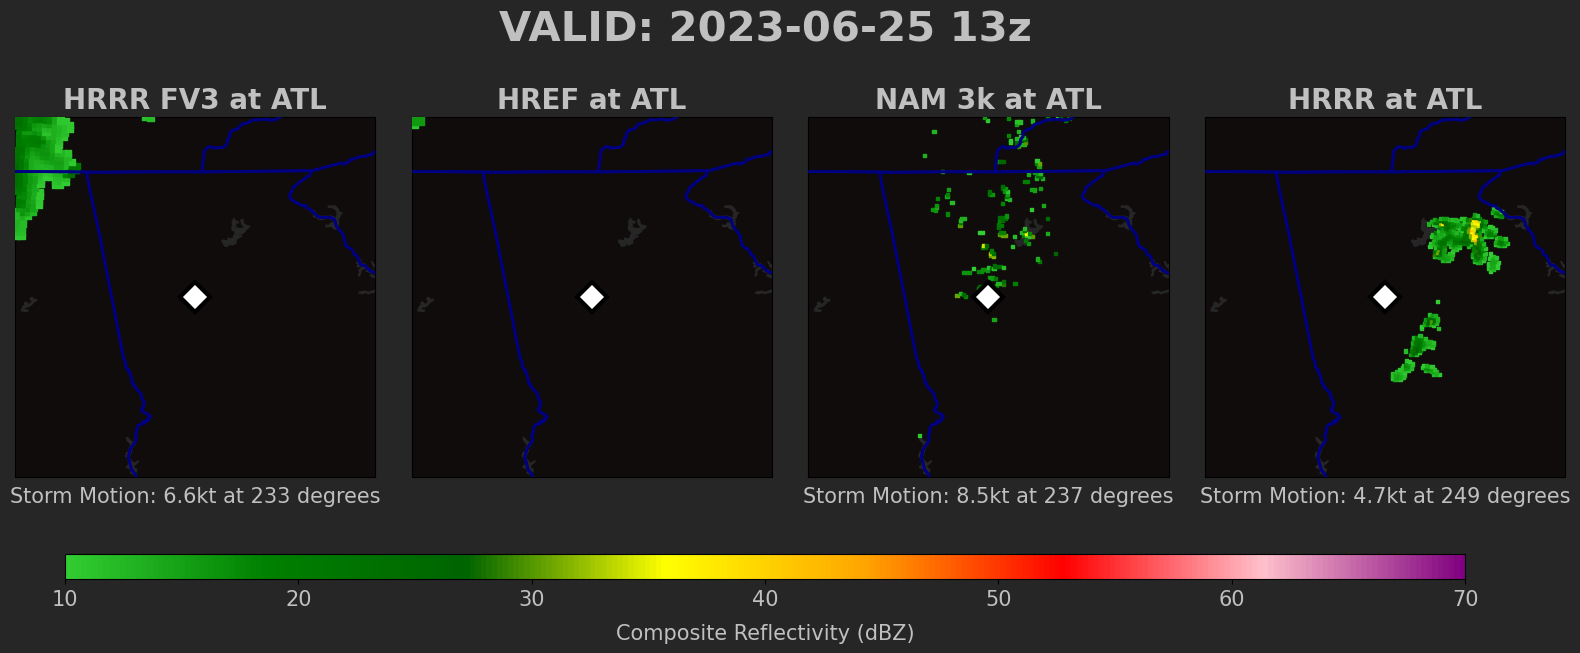 VALID: 2023-06-25 13z
HRRR FV3 at ATL
HREF at ATL
NAM 3k at ATL
HRRR at ATL
Storm Motion: 6.6kt at 233 degrees
Storm Motion: 8.5kt at 237 degrees
Storm Motion: 4.7kt at 249 degrees
10 20 30 40 50 60 70
Composite Reflectivity (dBZ)